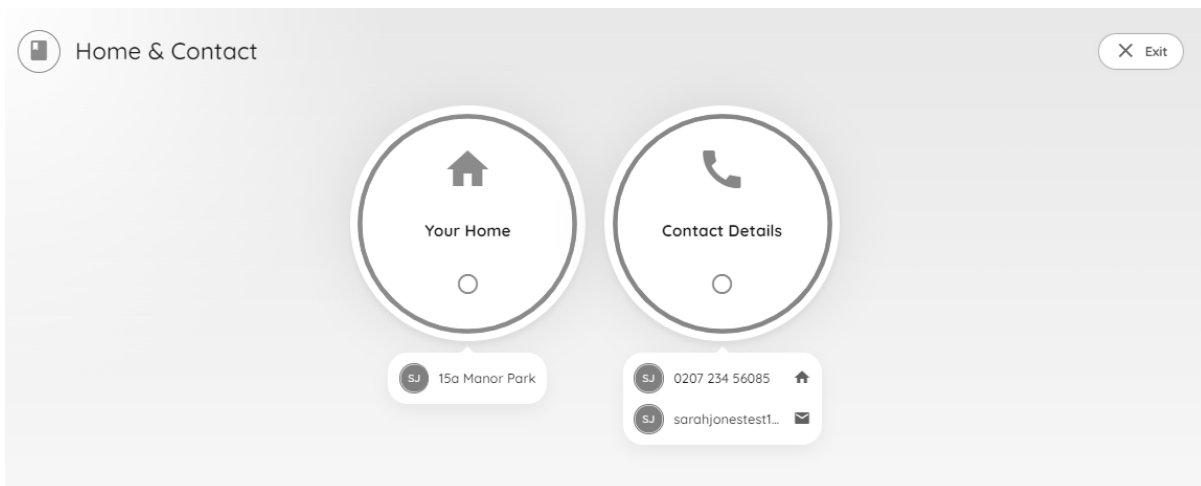 Home & Contact
Exit
Your Home
Contact Details
SJ 15a Manor Park
SJ 0207 234 56085
SJ sarahjonestest1...